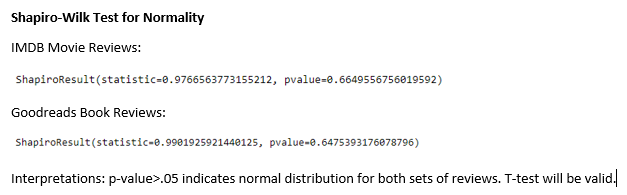 Shapiro-Wilk Test for Normality
IMDB Movie Reviews:
ShapiroResult(statistic=0.9766563773155212, pvalue=0.6649556756019592)
Goodreads Book Reviews:
ShapiroResult(statistic=0.9901925921440125, pvalue=0.6475393176078796)
Interpretations: p-value>.05 indicates normal distribution for both sets of reviews. T-test will be valid.